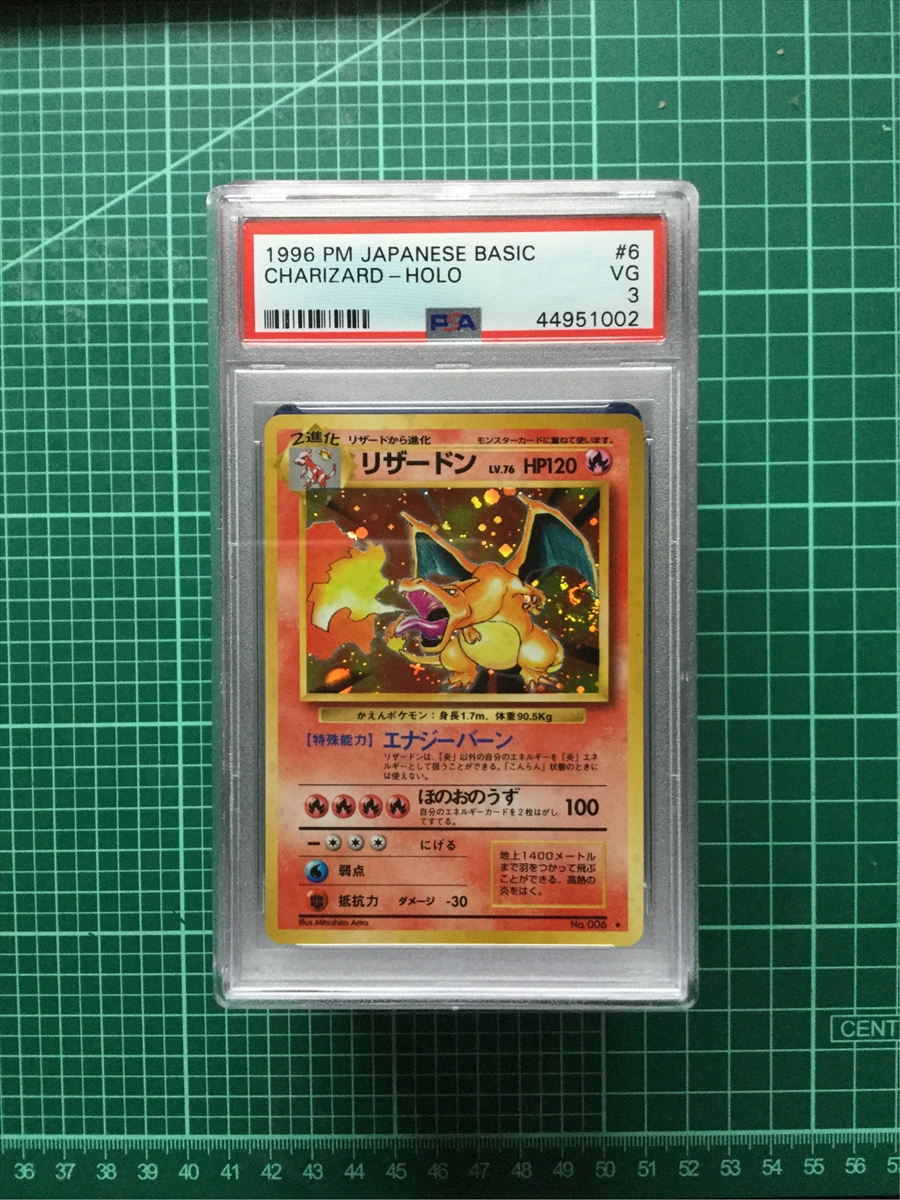 1996 PM JAPANESE BASIC #6
CHARIZARD-HOLO VG
3
PSA 44951002
2進化 リザードから進化 モンスターカードに重ねて使います。
リザードン LV.76 HP120
かえんポケモン：身長1.7m、体重90.5Kg
【特殊能力】エナジーバーン
リザードンは、「炎」以外の自分のエネルギーを「炎」エネ
ルギーとして扱うことができる。「こんらん」状態のときに
は使えない。
ほのおのうず 100
自分のエネルギーカードを2枚はがし
てすてる。
にげる
弱点
抵抗力 ダメージ -30
地上1400メートル
まで羽をつかって飛ぶ
ことができる。高熱の
炎をはく。
Illus.Mitsuhiro Arita No.006 ★
CENT
36 37 38 39 40 41 42 43 44 45 46 47 48 49 50 51 52 53 54 55 56